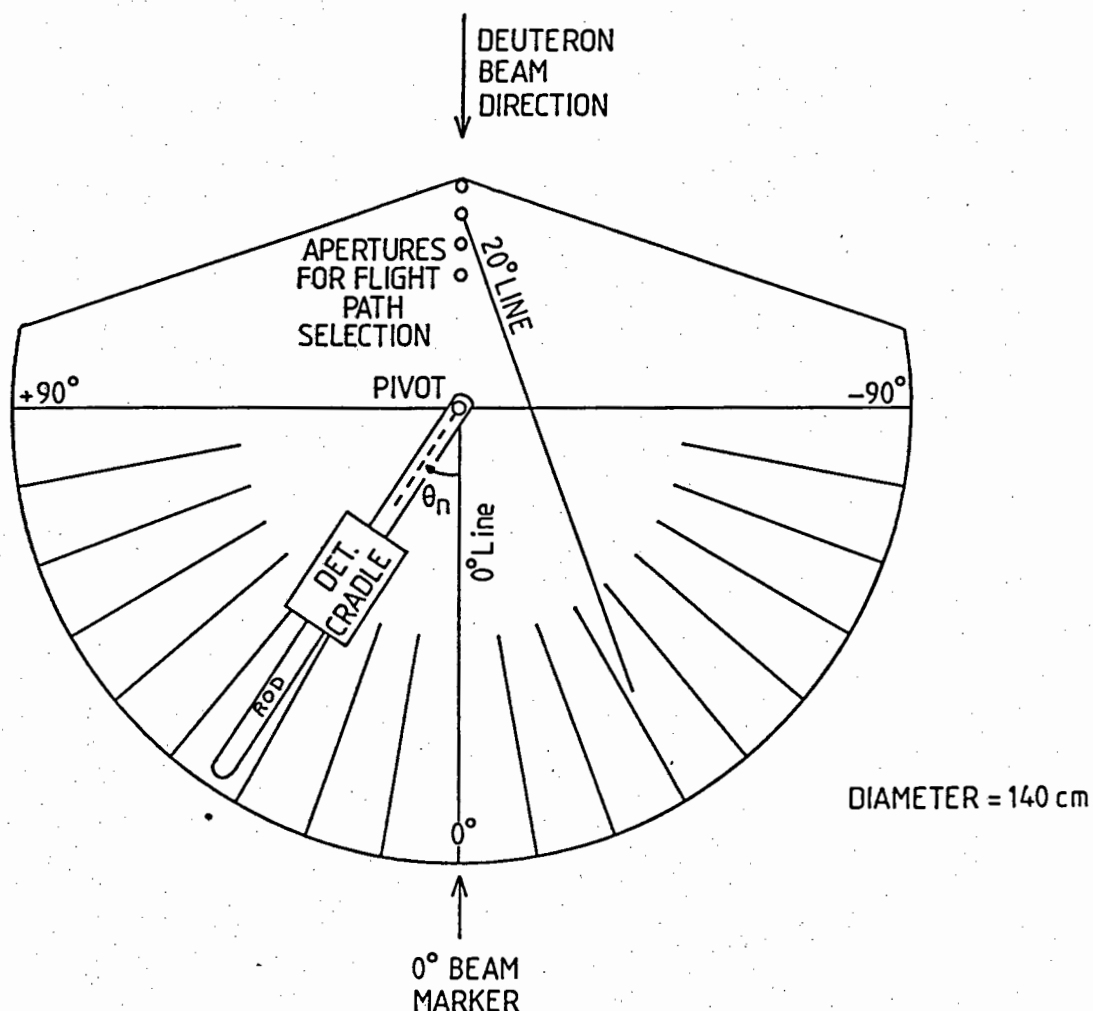 DEUTERON
BEAM
DIRECTION
APERTURES
FOR FLIGHT
PATH
SELECTION
20° LINE
+90°
PIVOT
−90°
θn
0° Line
DET.
CRADLE
ROD
DIAMETER = 140 cm
0°
0° BEAM
MARKER